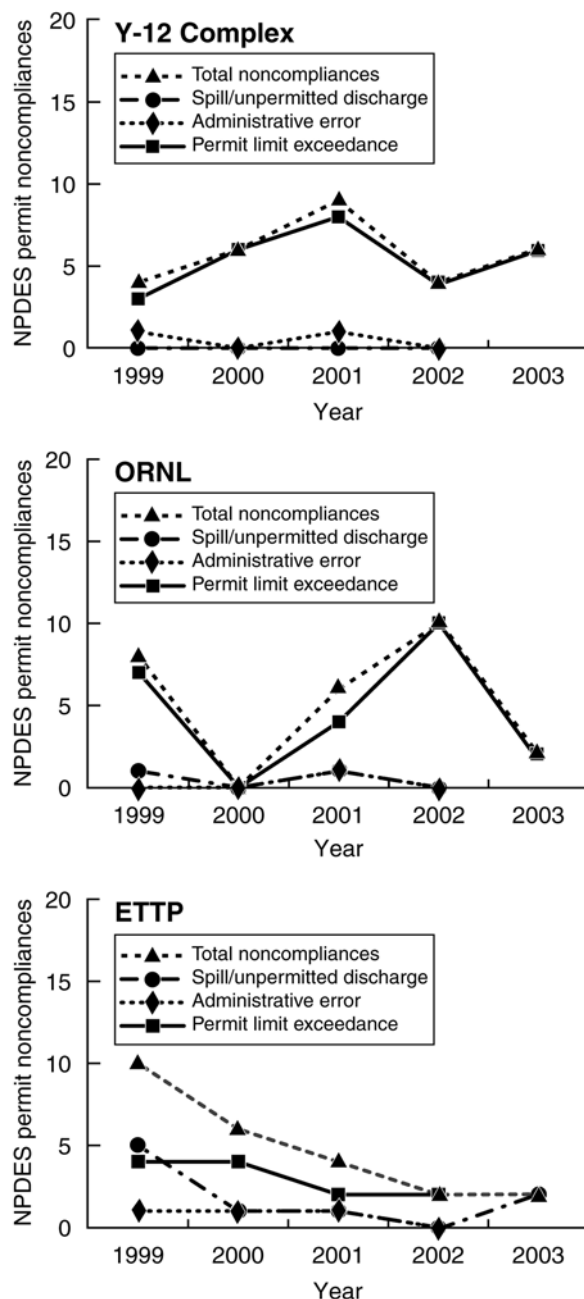 Y-12 Complex
Total noncompliances
Spill/unpermitted discharge
Administrative error
Permit limit exceedance
NPDES permit noncompliances
20
15
10
5
0
1999 2000 2001 2002 2003
Year
ORNL
Total noncompliances
Spill/unpermitted discharge
Administrative error
Permit limit exceedance
NPDES permit noncompliances
20
15
10
5
0
1999 2000 2001 2002 2003
Year
ETTP
Total noncompliances
Spill/unpermitted discharge
Administrative error
Permit limit exceedance
NPDES permit noncompliances
20
15
10
5
0
1999 2000 2001 2002 2003
Year